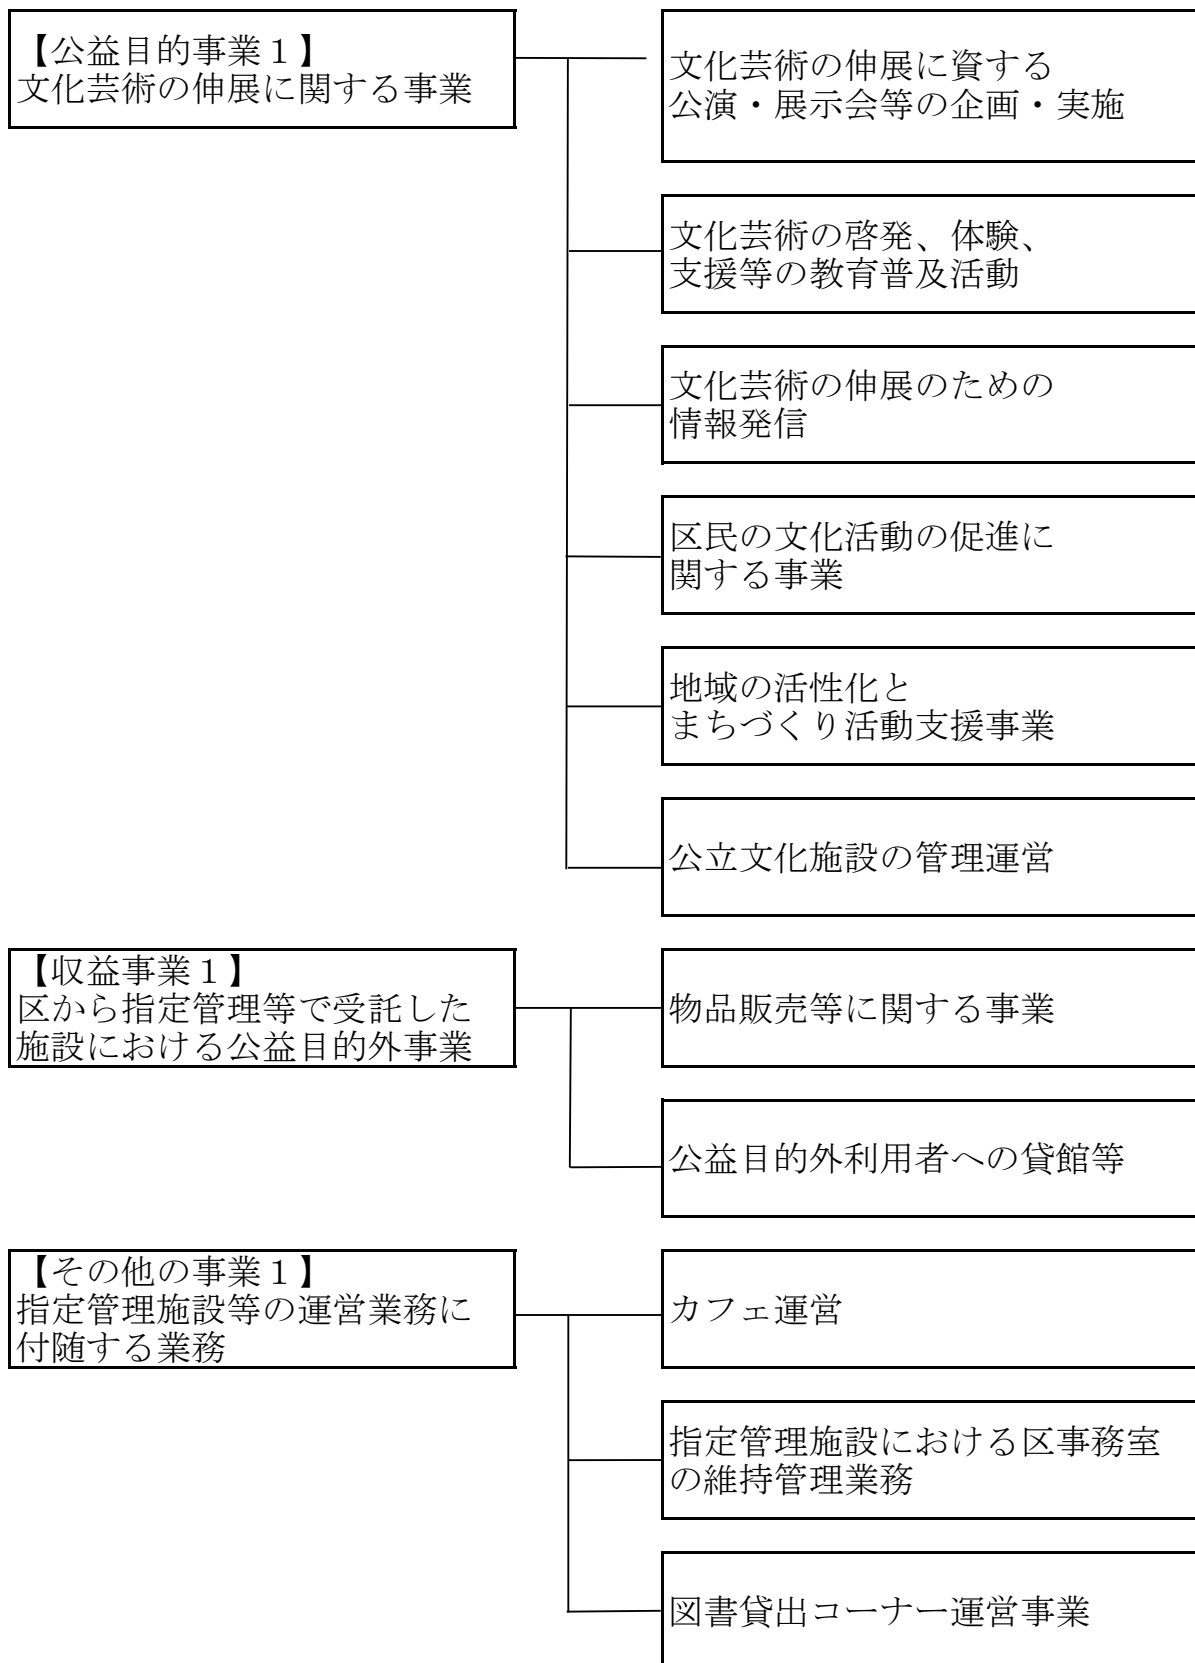 【公益目的事業１】
文化芸術の伸展に関する事業
文化芸術の伸展に資する
公演・展示会等の企画・実施
文化芸術の啓発、体験、
支援等の教育普及活動
文化芸術の伸展のための
情報発信
区民の文化活動の促進に
関する事業
地域の活性化と
まちづくり活動支援事業
公立文化施設の管理運営
【収益事業１】
区から指定管理等で受託した
施設における公益目的外事業
物品販売等に関する事業
公益目的外利用者への貸館等
【その他の事業１】
指定管理施設等の運営業務に
付随する業務
カフェ運営
指定管理施設における区事務室
の維持管理業務
図書貸出コーナー運営事業